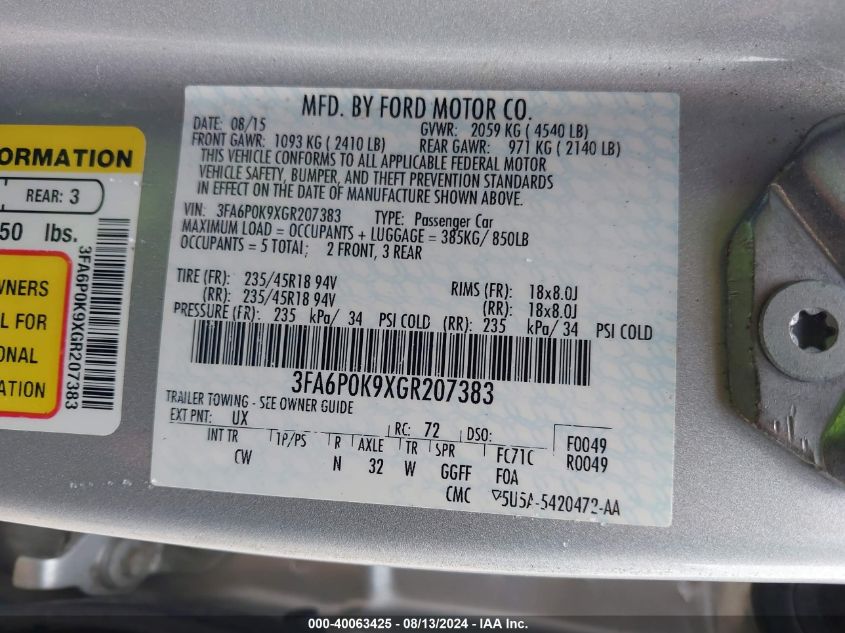 MFD. BY FORD MOTOR CO.
DATE: 08/15 GVWR: 2059 KG ( 4540 LB)
FRONT GAWR: 1093 KG ( 2410 LB) REAR GAWR: 971 KG ( 2140 LB)
THIS VEHICLE CONFORMS TO ALL APPLICABLE FEDERAL MOTOR
VEHICLE SAFETY, BUMPER, AND THEFT PREVENTION STANDARDS
IN EFFECT ON THE DATE OF MANUFACTURE SHOWN ABOVE.
VIN: 3FA6P0K9XGR207383 TYPE: Passenger Car
MAXIMUM LOAD = OCCUPANTS + LUGGAGE = 385KG/ 850LB
OCCUPANTS = 5 TOTAL; 2 FRONT, 3 REAR
TIRE (FR): 235/45R18 94V RIMS (FR): 18x8.0J
(RR): 235/45R18 94V (RR): 18x8.0J
PRESSURE (FR): 235 kPa/ 34 PSI COLD (RR): 235 kPa/ 34 PSI COLD
3FA6P0K9XGR207383
TRAILER TOWING - SEE OWNER GUIDE
EXT PNT: UX RC: 72 DSO: F0049
INT TR TP/PS R AXLE TR SPR FC71C R0049
CW N 32 W GGFF F0A
CMC 5U5A-5420472-AA
ORMATION
REAR: 3
50 lbs.
WNERS
L FOR
ONAL
ATION
3FA6P0K9XGR207383
000-40063425 - 08/13/2024 - IAA Inc.